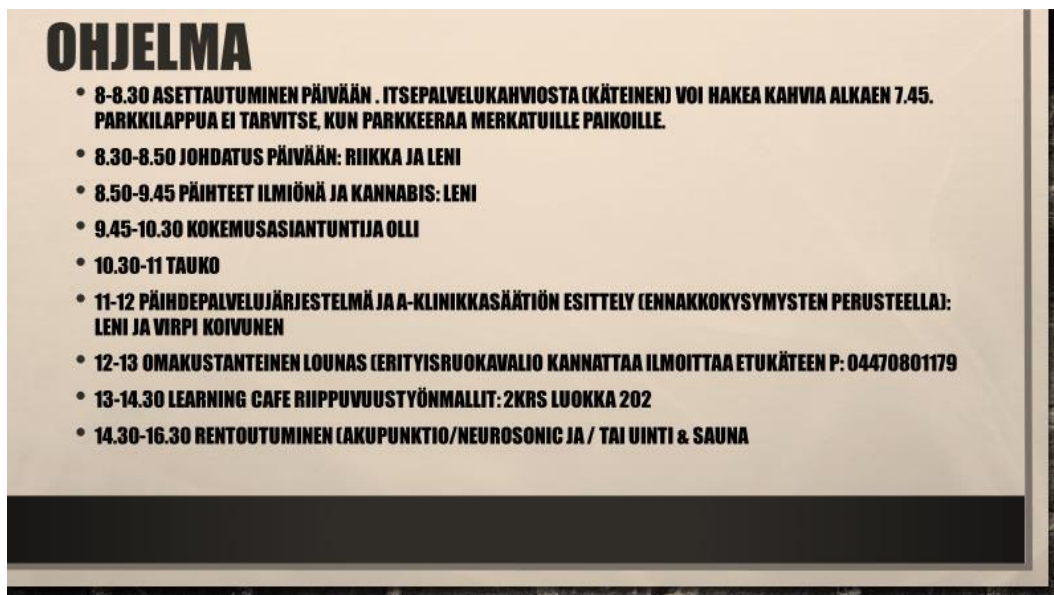 OHJELMA
• 8-8.30 ASETTAUTUMINEN PÄIVÄÄN . ITSEPALVELUKAHVIOSTA (KÄTEINEN) VOI HAKEA KAHVIA ALKAEN 7.45.
PARKKILAPPUA EI TARVITSE, KUN PARKKEERAA MERKATUILLE PAIKOILLE.
• 8.30-8.50 JOHDATUS PÄIVÄÄN: RIIKKA JA LENI
• 8.50-9.45 PÄIHTEET ILMIÖNÄ JA KANNABIS: LENI
• 9.45-10.30 KOKEMUSASIANTUNTIJA OLLI
• 10.30-11 TAUKO
• 11-12 PÄIHDEPALVELUJÄRJESTELMÄ JA A-KLINIKKASÄÄTIÖN ESITTELY (ENNAKKOKYSYMYSTEN PERUSTEELLA):
LENI JA VIRPI KOIVUNEN
• 12-13 OMAKUSTANTEINEN LOUNAS (ERITYISRUOKAVALIO KANNATTAA ILMOITTAA ETUKÄTEEN P: 04470801179
• 13-14.30 LEARNING CAFE RIIPPUVUUSTYÖNMALLIT: 2KRS LUOKKA 202
• 14.30-16.30 RENTOUTUMINEN (AKUPUNKTIO/NEUROSONIC JA / TAI UINTI & SAUNA